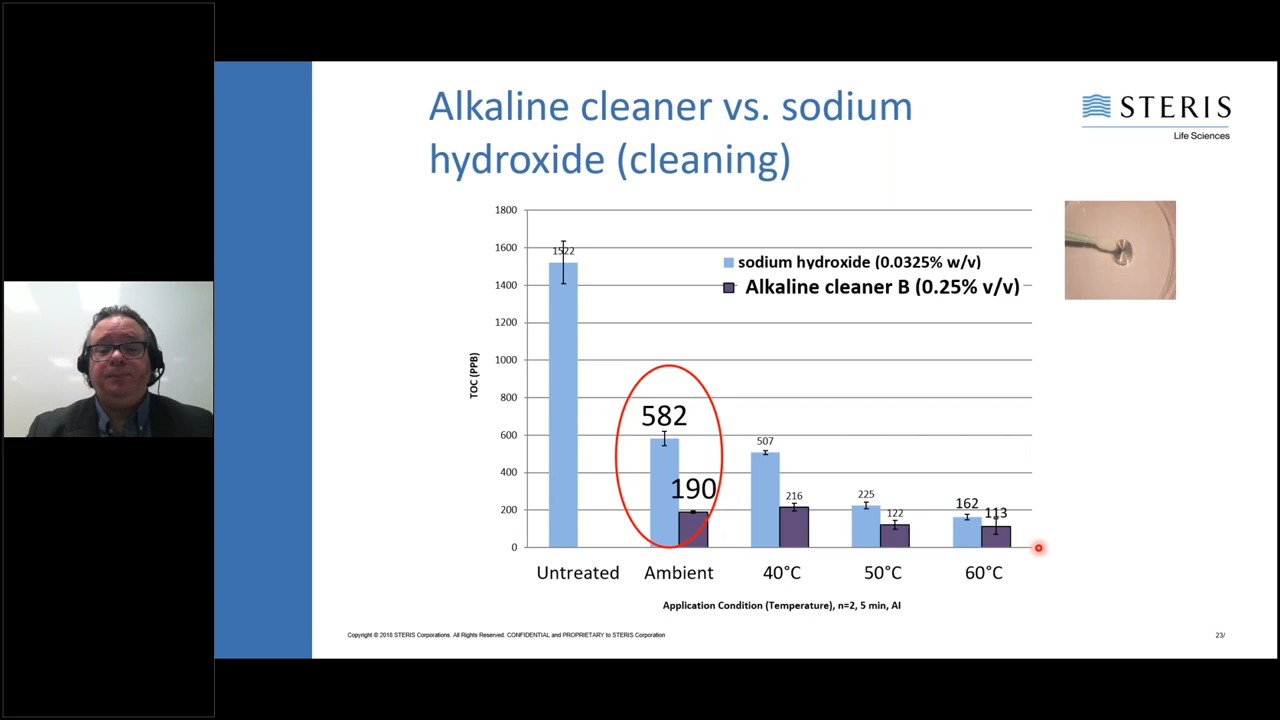 Alkaline cleaner vs. sodium
hydroxide (cleaning)
STERIS
Life Sciences
1800
1600
1400
1200
1000
800
600
400
200
0
TOC (PPB)
sodium hydroxide (0.0325% w/v)
Alkaline cleaner B (0.25% v/v)
1522
582
190
507
216
225
122
162
113
Untreated
Ambient
40°C
50°C
60°C
Application Condition (Temperature), n=2, 5 min, AI
Copyright © 2018 STERIS Corporations. All Rights Reserved. CONFIDENTIAL and PROPRIETARY to STERIS Corporation
23/